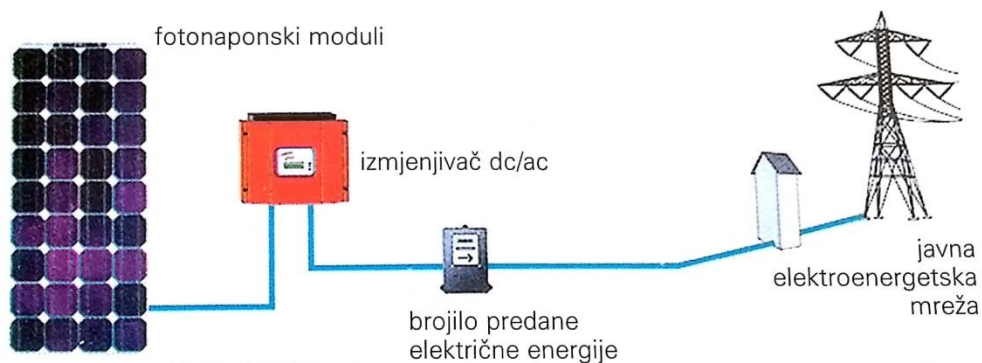 fotonaponski moduli
izmjenjivač dc/ac
brojilo predane
električne energije
javna
elektroenergetska
mreža